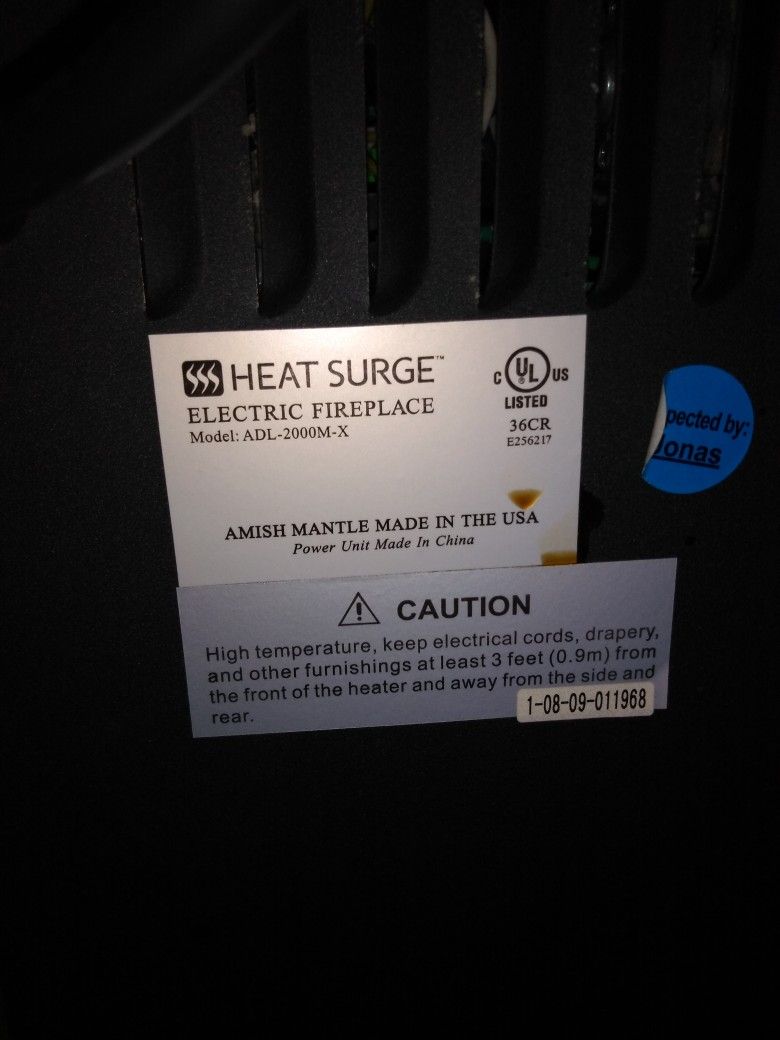 HEAT SURGE™
ELECTRIC FIREPLACE
Model: ADL-2000M-X
C UL® US
LISTED
36CR
E256217
AMISH MANTLE MADE IN THE USA
Power Unit Made In China
pected by:
Jonas
CAUTION
High temperature, keep electrical cords, drapery,
and other furnishings at least 3 feet (0.9m) from
the front of the heater and away from the side and
rear.
1-08-09-011968